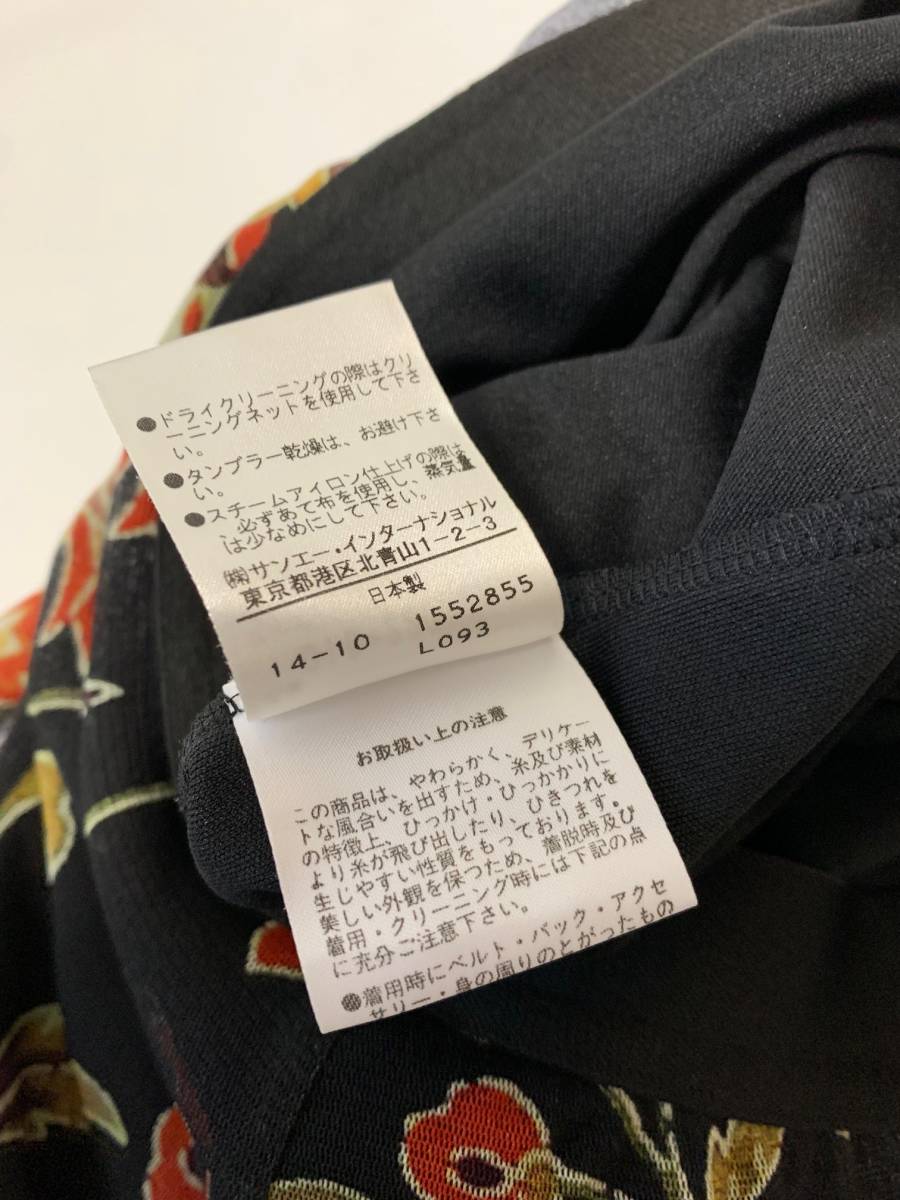 ●ドライクリーニングの際はクリ
ーニングネットを使用して下さ
い。
●タンブラー乾燥は、お避け下さ
い。
●スチームアイロン仕上げの際は
必ずあて布を使用し、蒸気量
は少なめにして下さい。
㈱サンエー・インターナショナル
東京都港区北青山1-2-3
日本製
14-10 1552855
L093
お取扱い上の注意
この商品は、やわらかく、デリケー
トな風合いを出すため、糸及び素材
の特徴上、ひっかけ・ひっかかりに
より糸が飛び出したり、ひきつれを
生じやすい性質をもっております。
美しい外観を保つため、着脱時及び
着用・クリーニング時には下記の点
に充分ご注意下さい。
●着用時にベルト・バック・アクセ
サリー・身の周りのとがったもの